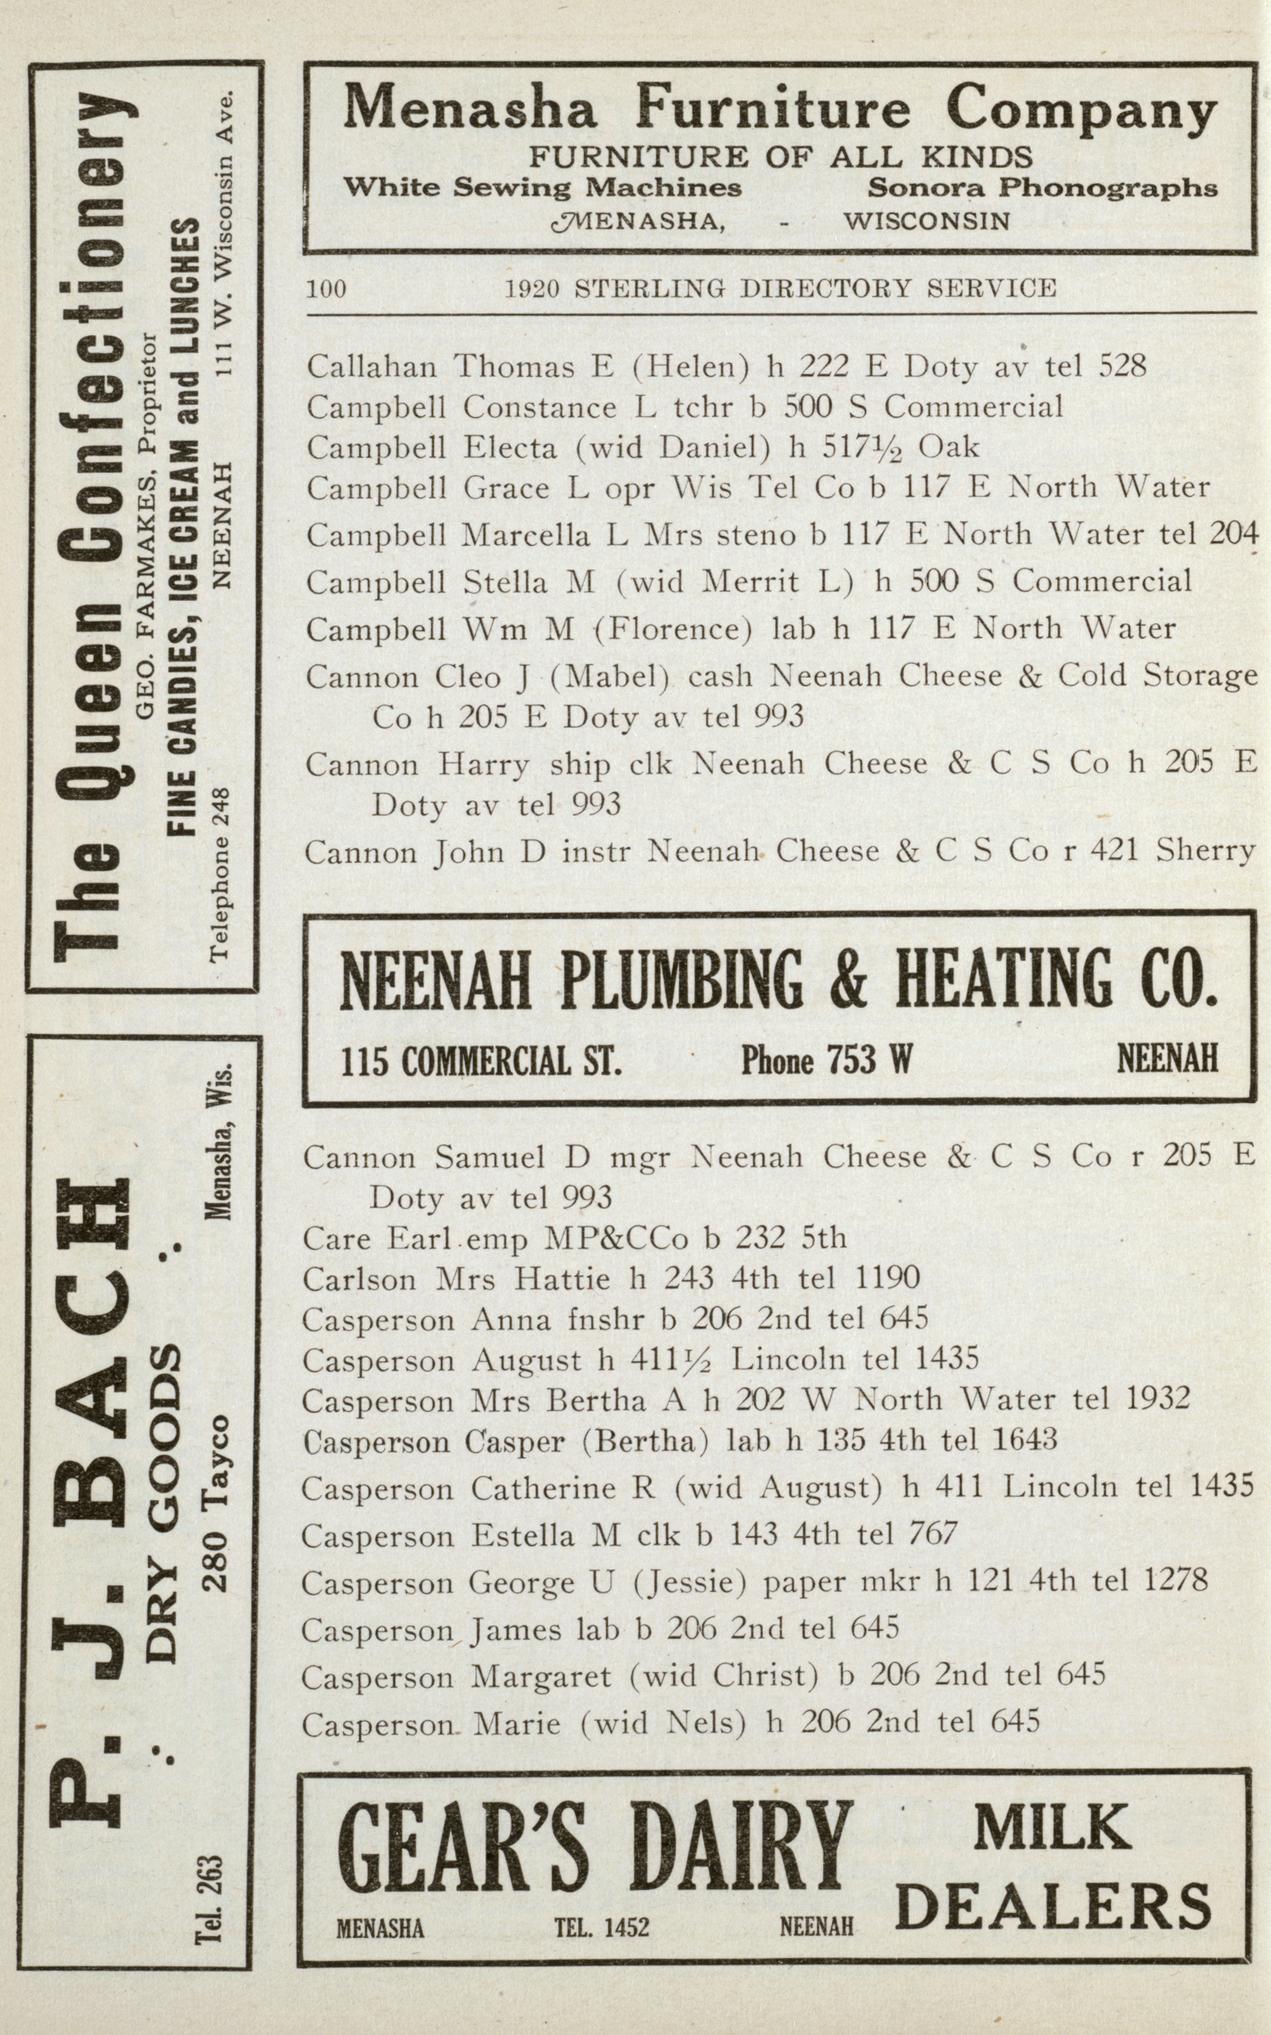 The Queen Confectionery
GEO. FARMAKES, Proprietor
FINE CANDIES, ICE CREAM and LUNCHES
Telephone 248 NEENAH 111 W. Wisconsin Ave.
P. J. BACH
∴ DRY GOODS ∴
Tel. 263 280 Tayco Menasha, Wis.
Menasha Furniture Company
FURNITURE OF ALL KINDS
White Sewing Machines Sonora Phonographs
MENASHA, - WISCONSIN
100 1920 STERLING DIRECTORY SERVICE
Callahan Thomas E (Helen) h 222 E Doty av tel 528
Campbell Constance L tchr b 500 S Commercial
Campbell Electa (wid Daniel) h 517½ Oak
Campbell Grace L opr Wis Tel Co b 117 E North Water
Campbell Marcella L Mrs steno b 117 E North Water tel 204
Campbell Stella M (wid Merrit L) h 500 S Commercial
Campbell Wm M (Florence) lab h 117 E North Water
Cannon Cleo J (Mabel) cash Neenah Cheese & Cold Storage
Co h 205 E Doty av tel 993
Cannon Harry ship clk Neenah Cheese & C S Co h 205 E
Doty av tel 993
Cannon John D instr Neenah Cheese & C S Co r 421 Sherry
NEENAH PLUMBING & HEATING CO.
115 COMMERCIAL ST. Phone 753 W NEENAH
Cannon Samuel D mgr Neenah Cheese & C S Co r 205 E
Doty av tel 993
Care Earl emp MP&CCo b 232 5th
Carlson Mrs Hattie h 243 4th tel 1190
Casperson Anna fnshr b 206 2nd tel 645
Casperson August h 411½ Lincoln tel 1435
Casperson Mrs Bertha A h 202 W North Water tel 1932
Casperson Casper (Bertha) lab h 135 4th tel 1643
Casperson Catherine R (wid August) h 411 Lincoln tel 1435
Casperson Estella M clk b 143 4th tel 767
Casperson George U (Jessie) paper mkr h 121 4th tel 1278
Casperson James lab b 206 2nd tel 645
Casperson Margaret (wid Christ) b 206 2nd tel 645
Casperson Marie (wid Nels) h 206 2nd tel 645
GEAR'S DAIRY MILK
DEALERS
MENASHA TEL. 1452 NEENAH